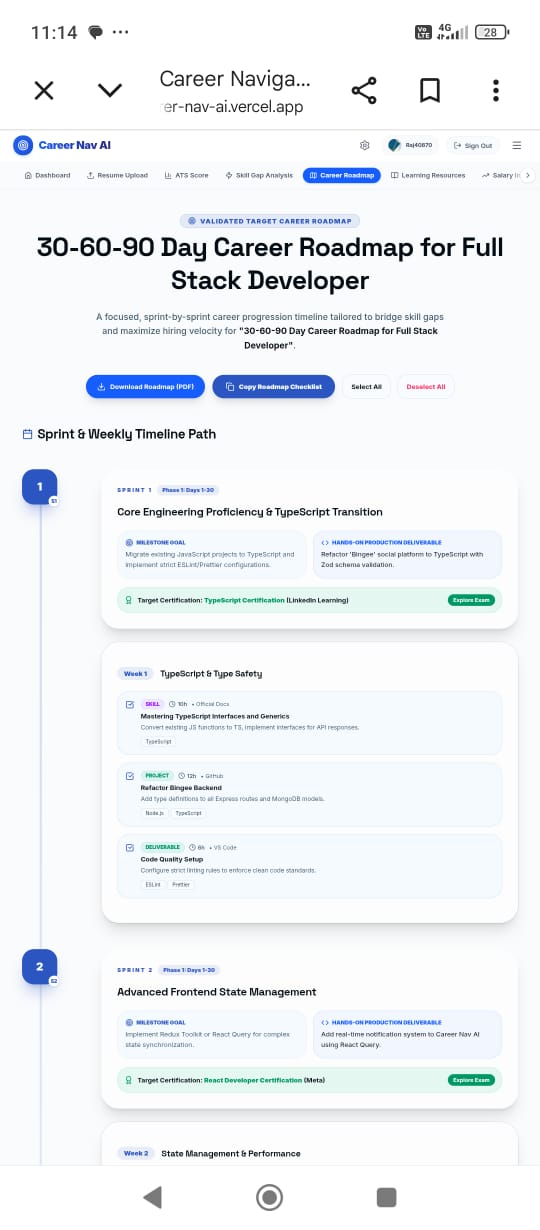 11:14
Vo LTE 4G 28
Career Naviga...
er-nav-ai.vercel.app
Career Nav AI
Raj40870
Sign Out
Dashboard Resume Upload ATS Score Skill Gap Analysis Career Roadmap Learning Resources Salary In
VALIDATED TARGET CAREER ROADMAP
30-60-90 Day Career Roadmap for Full
Stack Developer
A focused, sprint-by-sprint career progression timeline tailored to bridge skill gaps
and maximize hiring velocity for "30-60-90 Day Career Roadmap for Full Stack
Developer".
Download Roadmap (PDF) Copy Roadmap Checklist Select All Deselect All
Sprint & Weekly Timeline Path
1
S1
SPRINT 1 Phase 1: Days 1-30
Core Engineering Proficiency & TypeScript Transition
MILESTONE GOAL
Migrate existing JavaScript projects to TypeScript and
implement strict ESLint/Prettier configurations.
HANDS-ON PRODUCTION DELIVERABLE
Refactor 'Bingee' social platform to TypeScript with
Zod schema validation.
Target Certification: TypeScript Certification (LinkedIn Learning) Explore Exam
Week 1 TypeScript & Type Safety
SKILL 10h • Official Docs
Mastering TypeScript Interfaces and Generics
Convert existing JS functions to TS, implement interfaces for API responses.
TypeScript
PROJECT 12h • GitHub
Refactor Bingee Backend
Add type definitions to all Express routes and MongoDB models.
Node.js TypeScript
DELIVERABLE 6h • VS Code
Code Quality Setup
Configure strict linting rules to enforce clean code standards.
ESLint Prettier
2
S2
SPRINT 2 Phase 1: Days 1-30
Advanced Frontend State Management
MILESTONE GOAL
Implement Redux Toolkit or React Query for complex
state synchronization.
HANDS-ON PRODUCTION DELIVERABLE
Add real-time notification system to Career Nav AI
using React Query.
Target Certification: React Developer Certification (Meta) Explore Exam
Week 2 State Management & Performance